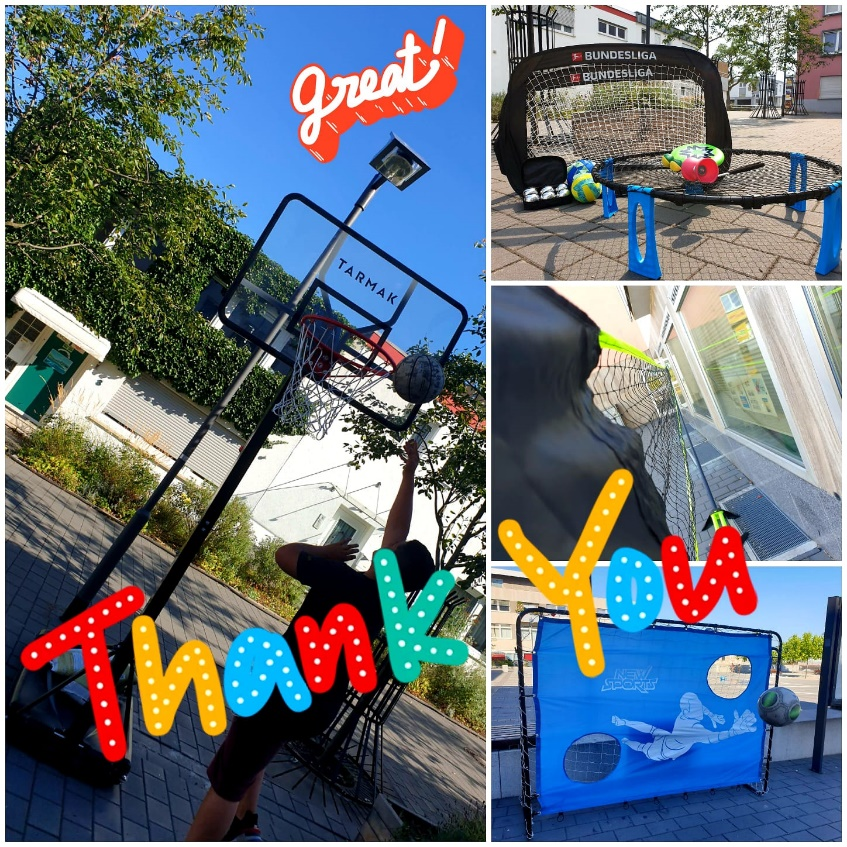 great!
TARMAK
BUNDESLIGA
BUNDESLIGA
Thank You
NEW
SPORTS